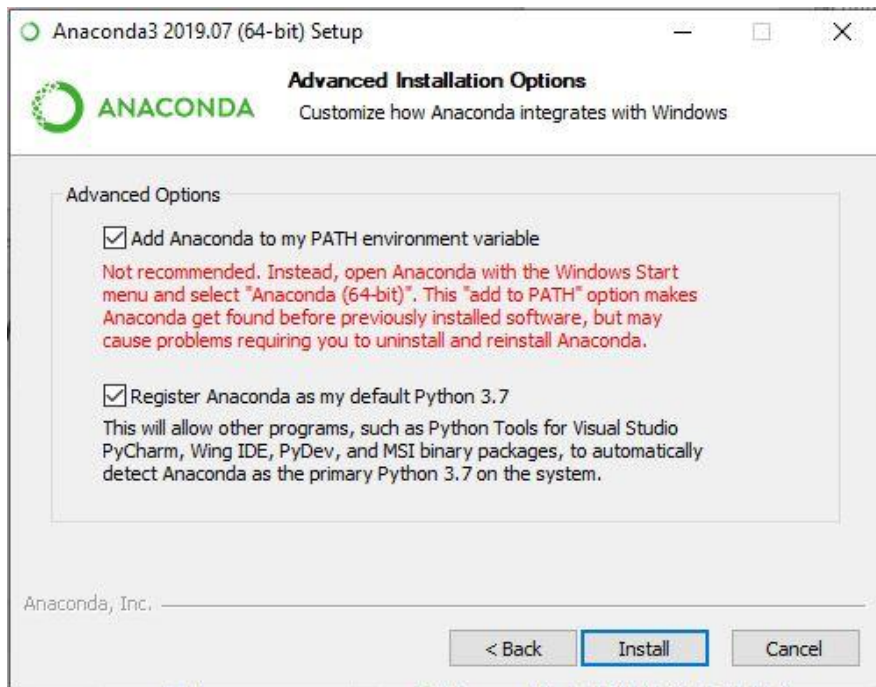 Anaconda3 2019.07 (64-bit) Setup
ANACONDA
Advanced Installation Options
Customize how Anaconda integrates with Windows
Advanced Options
Add Anaconda to my PATH environment variable
Not recommended. Instead, open Anaconda with the Windows Start
menu and select "Anaconda (64-bit)". This "add to PATH" option makes
Anaconda get found before previously installed software, but may
cause problems requiring you to uninstall and reinstall Anaconda.
Register Anaconda as my default Python 3.7
This will allow other programs, such as Python Tools for Visual Studio
PyCharm, Wing IDE, PyDev, and MSI binary packages, to automatically
detect Anaconda as the primary Python 3.7 on the system.
Anaconda, Inc.
< Back
Install
Cancel